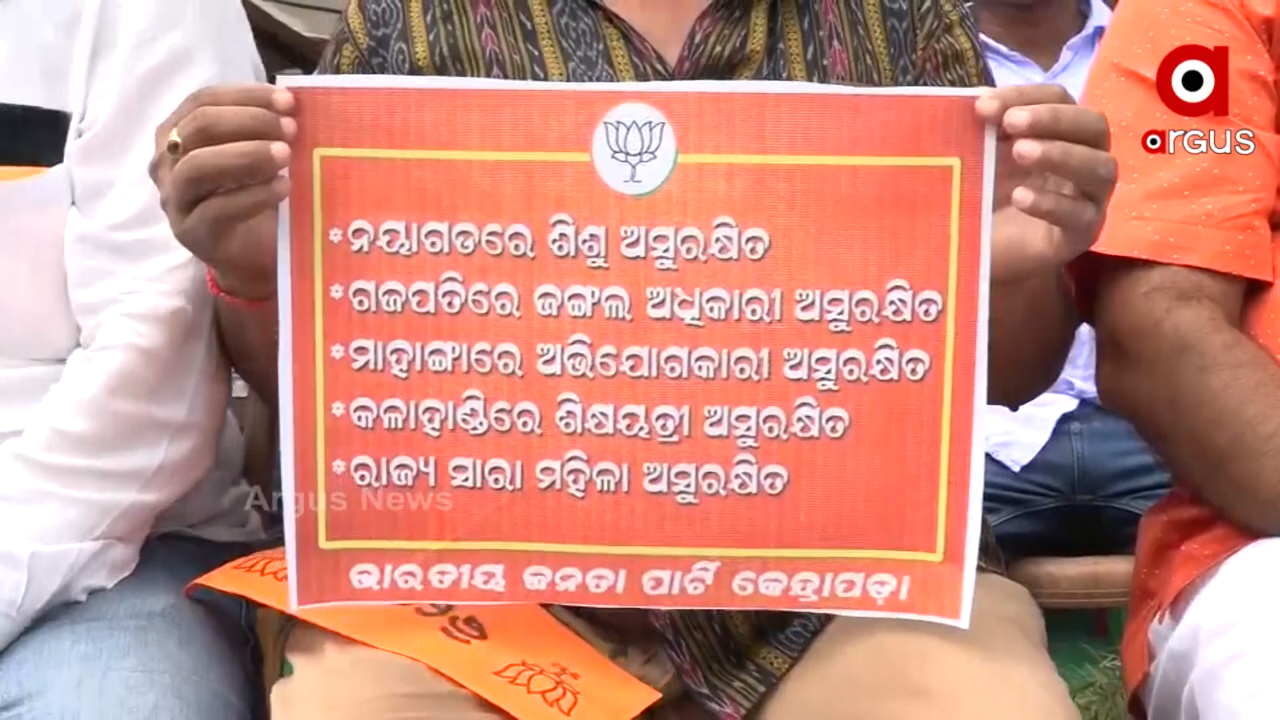 argus
* ନୟାଗଡରେ ଶିଶୁ ଅସୁରକ୍ଷିତ
* ଗଜପତିରେ ଜଙ୍ଗଲ ଅଧିକାରୀ ଅସୁରକ୍ଷିତ
* ମାହାଙ୍ଗାରେ ଅଭିଯୋଗକାରୀ ଅସୁରକ୍ଷିତ
* କଳାହାଣ୍ଡିରେ ଶିକ୍ଷୟତ୍ରୀ ଅସୁରକ୍ଷିତ
* ରାଜ୍ୟ ସାରା ମହିଳା ଅସୁରକ୍ଷିତ
Argus News
ଭାରତୀୟ ଜନତା ପାର୍ଟି କେନ୍ଦ୍ରାପଡ଼ା